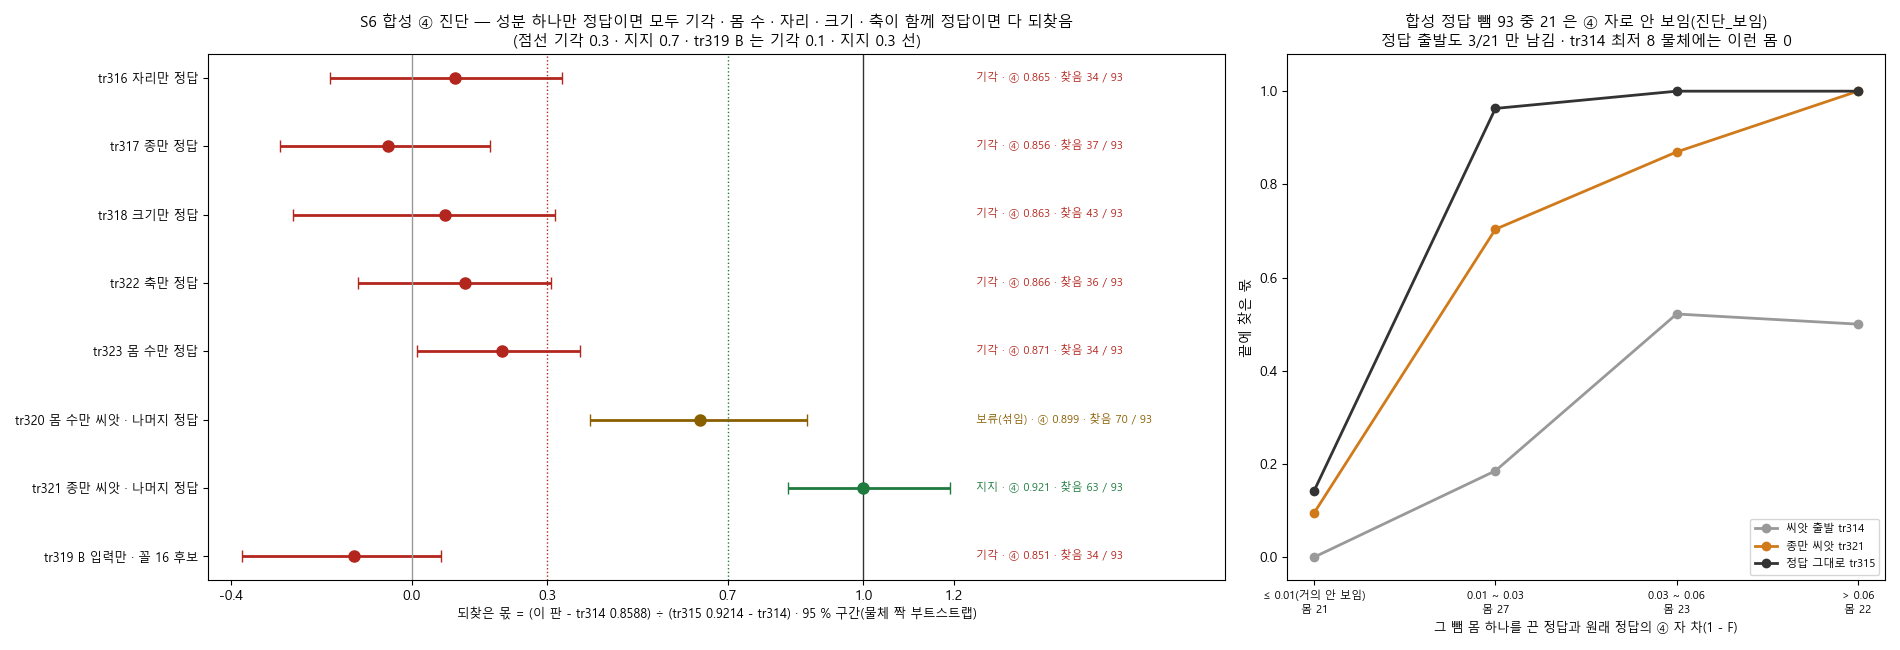 S6 합성 ④ 진단 — 성분 하나만 정답이면 모두 기각 · 몸 수 · 자리 · 크기 · 축이 함께 정답이면 다 되찾음
(점선 기각 0.3 · 지지 0.7 · tr319 B 는 기각 0.1 · 지지 0.3 선)
tr316 자리만 정답
기각 · ④ 0.865 · 찾음 34 / 93
tr317 종만 정답
기각 · ④ 0.856 · 찾음 37 / 93
tr318 크기만 정답
기각 · ④ 0.863 · 찾음 43 / 93
tr322 축만 정답
기각 · ④ 0.866 · 찾음 36 / 93
tr323 몸 수만 정답
기각 · ④ 0.871 · 찾음 34 / 93
tr320 몸 수만 씨앗 · 나머지 정답
보류(섞임) · ④ 0.899 · 찾음 70 / 93
tr321 종만 씨앗 · 나머지 정답
지지 · ④ 0.921 · 찾음 63 / 93
tr319 B 입력만 · 꼴 16 후보
기각 · ④ 0.851 · 찾음 34 / 93
-0.4 0.0 0.3 0.7 1.0 1.2
되찾은 몫 = (이 판 - tr314 0.8588) ÷ (tr315 0.9214 - tr314) · 95 % 구간(물체 짝 부트스트랩)
합성 정답 뺌 93 중 21 은 ④ 자로 안 보임(진단_보임)
정답 출발도 3/21 만 남김 · tr314 최저 8 물체에는 이런 몸 0
끝에 찾은 몫
1.0
0.8
0.6
0.4
0.2
0.0
씨앗 출발 tr314
종만 씨앗 tr321
정답 그대로 tr315
≤ 0.01(거의 안 보임) 0.01 ~ 0.03 0.03 ~ 0.06 > 0.06
몸 21 몸 27 몸 23 몸 22
그 뺌 몸 하나를 끈 정답과 원래 정답의 ④ 자 차(1 - F)